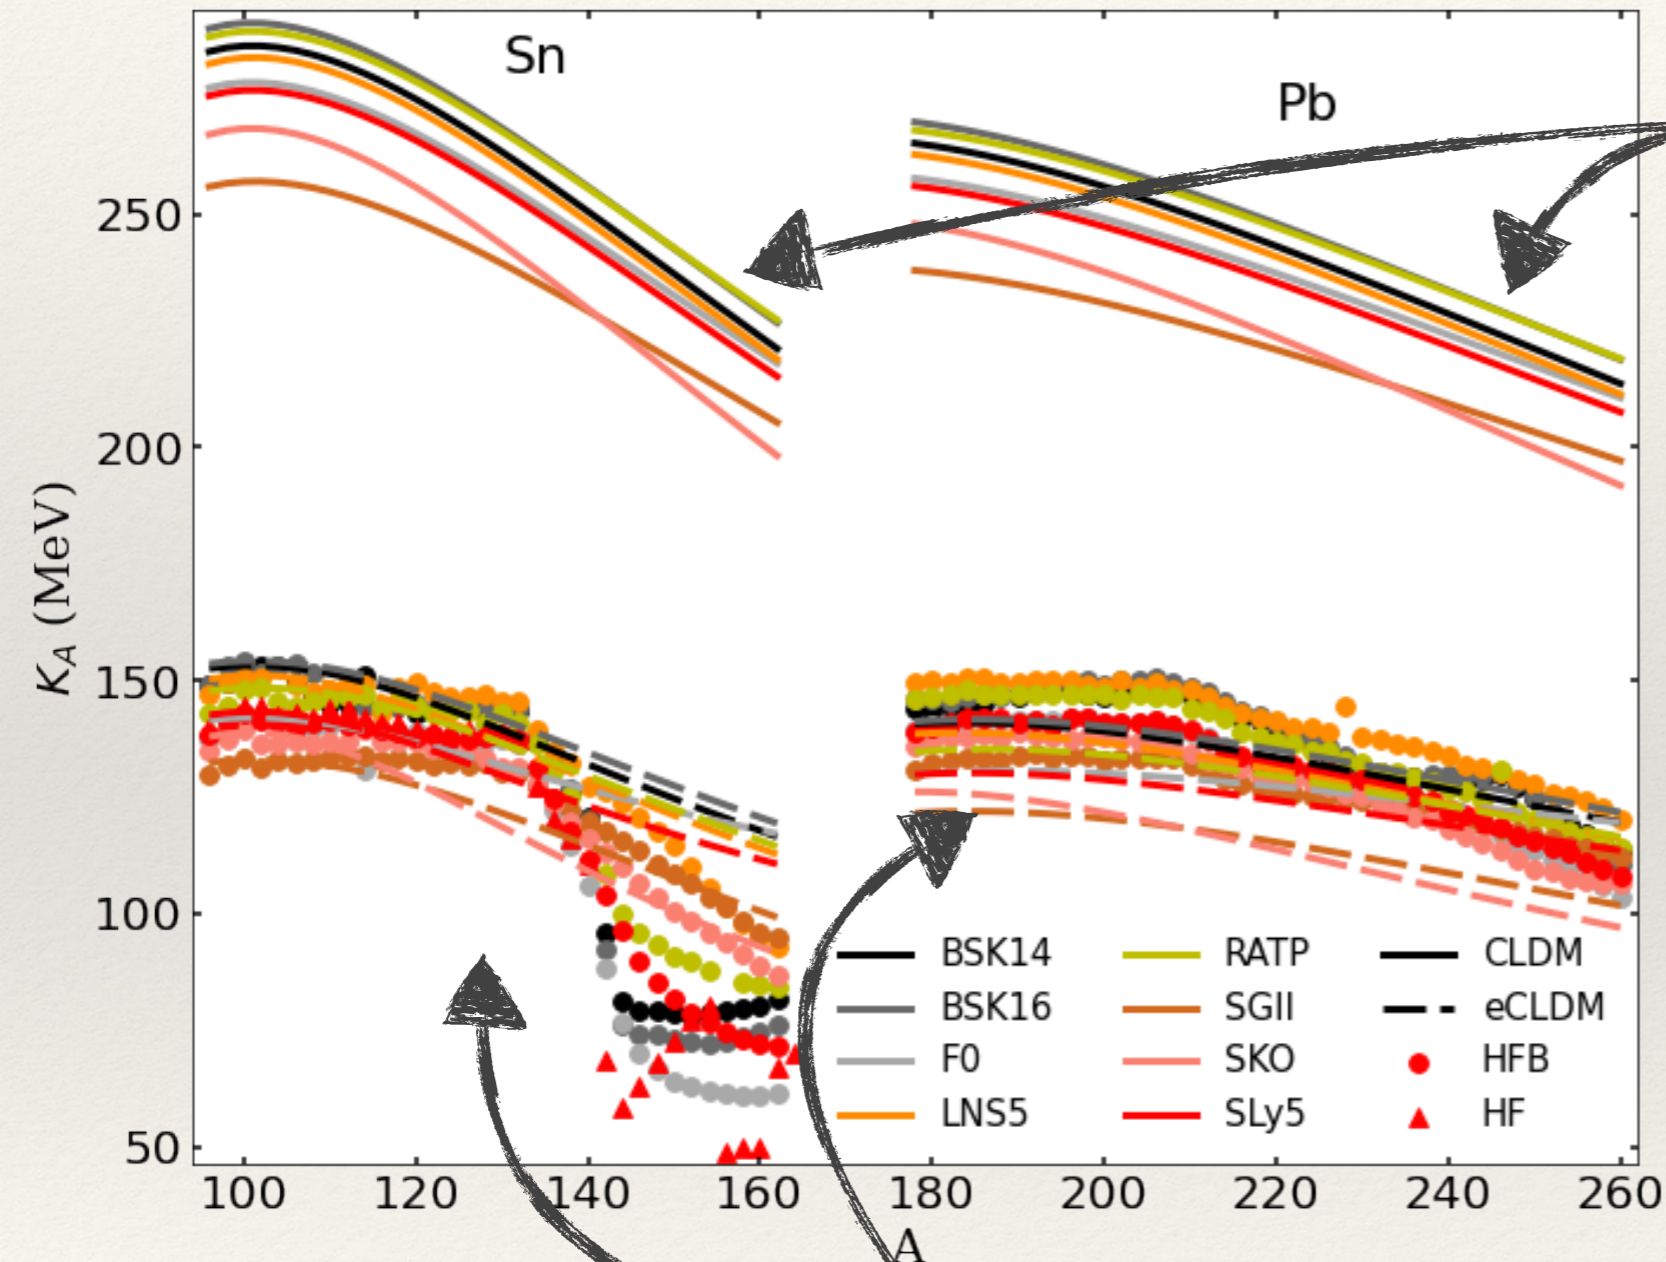 Sn
Pb
250
200
150
100
50
K_A (MeV)
BSK14 RATP CLDM
BSK16 SGII eCLDM
F0 SKO HFB
LNS5 SLy5 HF
100 120 140 160 180 200 220 240 260
A